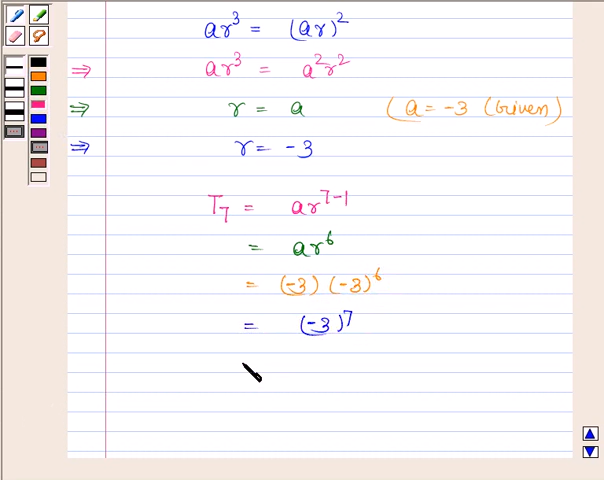 ar³ = (ar)²
⇒ ar³ = a²r²
⇒ r = a (a = -3 (Given)
⇒ r = -3
T₇ = ar⁷⁻¹
= ar⁶
= (-3) (-3)⁶
= (-3)⁷